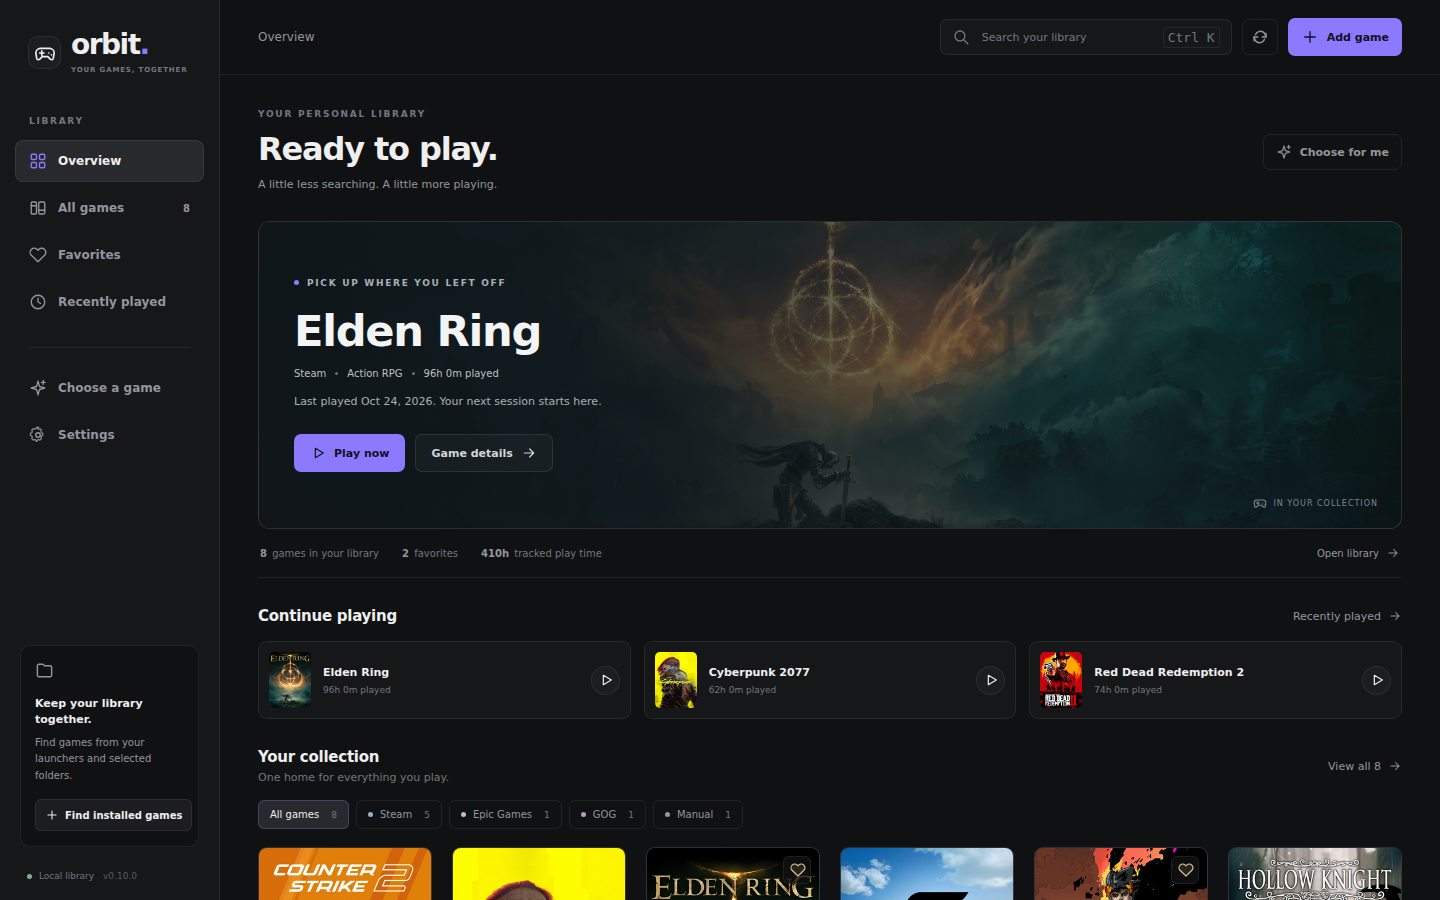 orbit.
YOUR GAMES, TOGETHER
LIBRARY
Overview
All games 8
Favorites
Recently played
Choose a game
Settings
Keep your library
together.
Find games from your
launchers and selected
folders.
Find installed games
Local library v0.10.0
Overview
Search your library Ctrl K
Add game
YOUR PERSONAL LIBRARY
Ready to play.
A little less searching. A little more playing.
Choose for me
PICK UP WHERE YOU LEFT OFF
Elden Ring
Steam • Action RPG • 96h 0m played
Last played Oct 24, 2026. Your next session starts here.
Play now
Game details
IN YOUR COLLECTION
8 games in your library 2 favorites 410h tracked play time
Open library
Continue playing
Recently played
ELDEN RING
Elden Ring
96h 0m played
Cyberpunk 2077
62h 0m played
RED DEAD
REDEMPTION
Red Dead Redemption 2
74h 0m played
Your collection
One home for everything you play.
View all 8
All games 8
Steam 5
Epic Games 1
GOG 1
Manual 1
COUNTER
STRIKE 2
ELDEN RING
HOLLOW KNIGHT